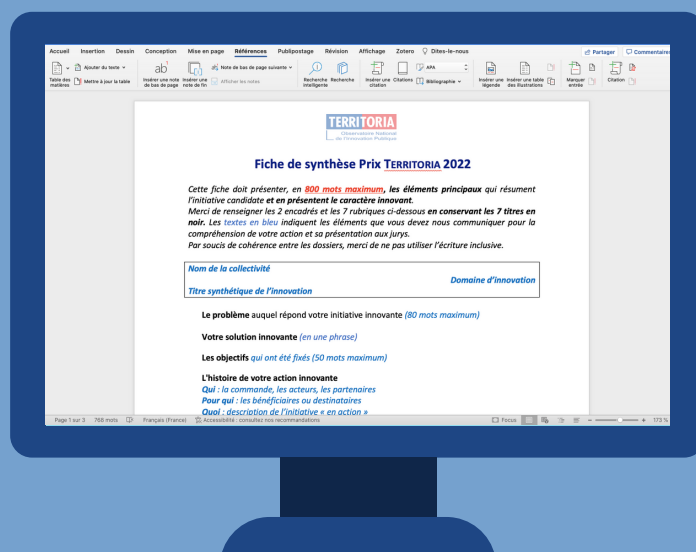 Accueil Insertion Dessin Conception Mise en page Références Publipostage Révision Affichage Zotero Dites-le-nous Partager Commentaires
Table des matières
Ajouter du texte
Mettre à jour la table
ab
Insérer une note de bas de page
Insérer une note de fin
Note de bas de page suivante
Afficher les notes
Recherche intelligente
Recherche
Insérer une citation
Citations
APA
Bibliographie
Insérer une légende
Insérer une table des illustrations
Marquer entrée
Citation
TERRITORIA
Observatoire National
de l'Innovation Publique
Fiche de synthèse Prix TERRITORIA 2022
Cette fiche doit présenter, en 800 mots maximum, les éléments principaux qui résument
l'initiative candidate et en présentent le caractère innovant.
Merci de renseigner les 2 encadrés et les 7 rubriques ci-dessous en conservant les 7 titres en
noir. Les textes en bleu indiquent les éléments que vous devez nous communiquer pour la
compréhension de votre action et sa présentation aux jurys.
Par soucis de cohérence entre les dossiers, merci de ne pas utiliser l'écriture inclusive.
Nom de la collectivité
Domaine d'innovation
Titre synthétique de l'innovation
Le problème auquel répond votre initiative innovante (80 mots maximum)
Votre solution innovante (en une phrase)
Les objectifs qui ont été fixés (50 mots maximum)
L'histoire de votre action innovante
Qui : la commande, les acteurs, les partenaires
Pour qui : les bénéficiaires ou destinataires
Quoi : description de l'initiative « en action »
Page 1 sur 3 768 mots Français (France) Accessibilité : consultez nos recommandations Focus 173 %